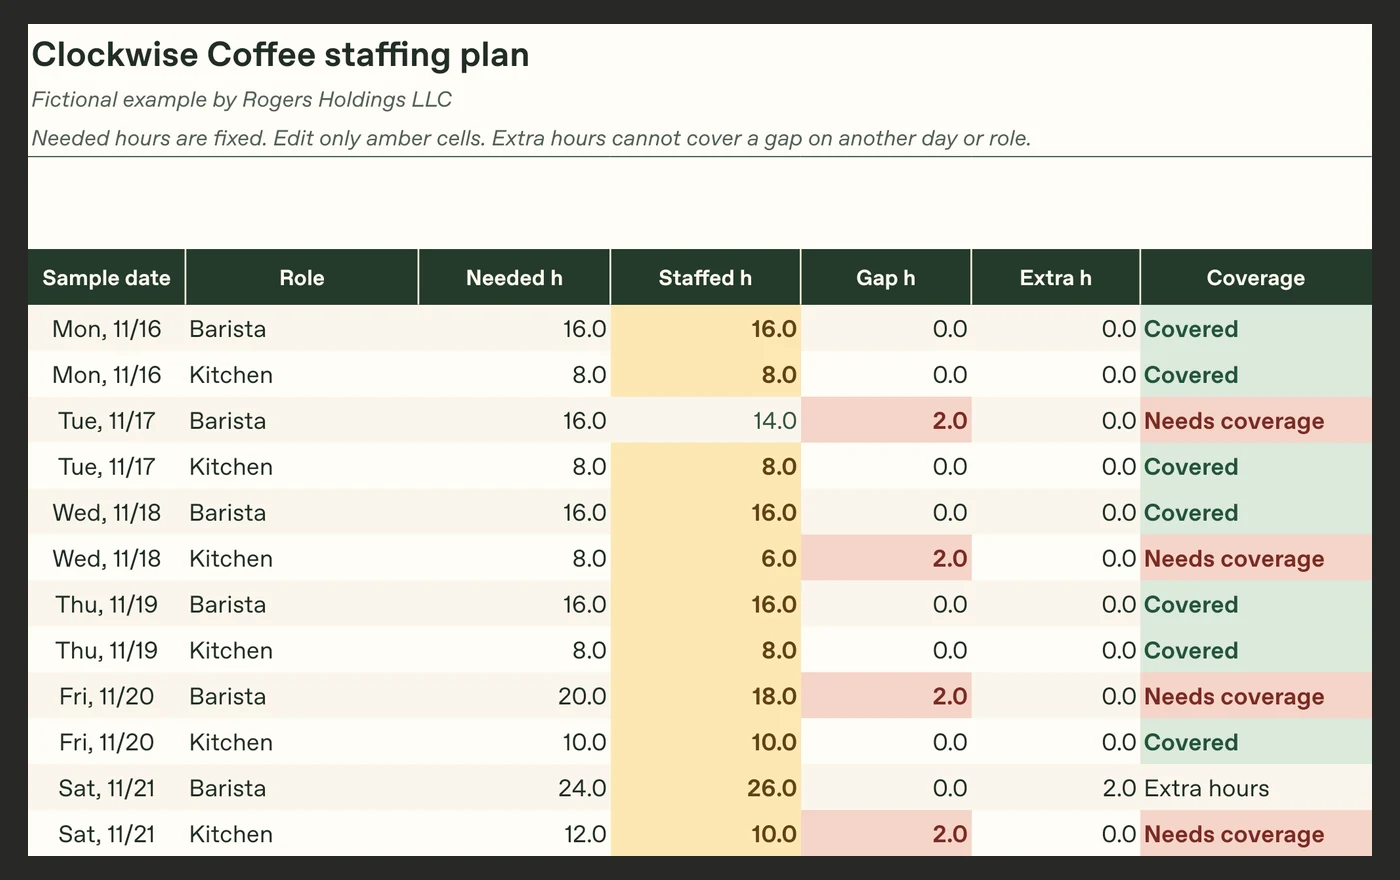 Clockwise Coffee staffing plan
Fictional example by Rogers Holdings LLC
Needed hours are fixed. Edit only amber cells. Extra hours cannot cover a gap on another day or role.
Sample date Role Needed h Staffed h Gap h Extra h Coverage
Mon, 11/16 Barista 16.0 16.0 0.0 0.0 Covered
Mon, 11/16 Kitchen 8.0 8.0 0.0 0.0 Covered
Tue, 11/17 Barista 16.0 14.0 2.0 0.0 Needs coverage
Tue, 11/17 Kitchen 8.0 8.0 0.0 0.0 Covered
Wed, 11/18 Barista 16.0 16.0 0.0 0.0 Covered
Wed, 11/18 Kitchen 8.0 6.0 2.0 0.0 Needs coverage
Thu, 11/19 Barista 16.0 16.0 0.0 0.0 Covered
Thu, 11/19 Kitchen 8.0 8.0 0.0 0.0 Covered
Fri, 11/20 Barista 20.0 18.0 2.0 0.0 Needs coverage
Fri, 11/20 Kitchen 10.0 10.0 0.0 0.0 Covered
Sat, 11/21 Barista 24.0 26.0 0.0 2.0 Extra hours
Sat, 11/21 Kitchen 12.0 10.0 2.0 0.0 Needs coverage